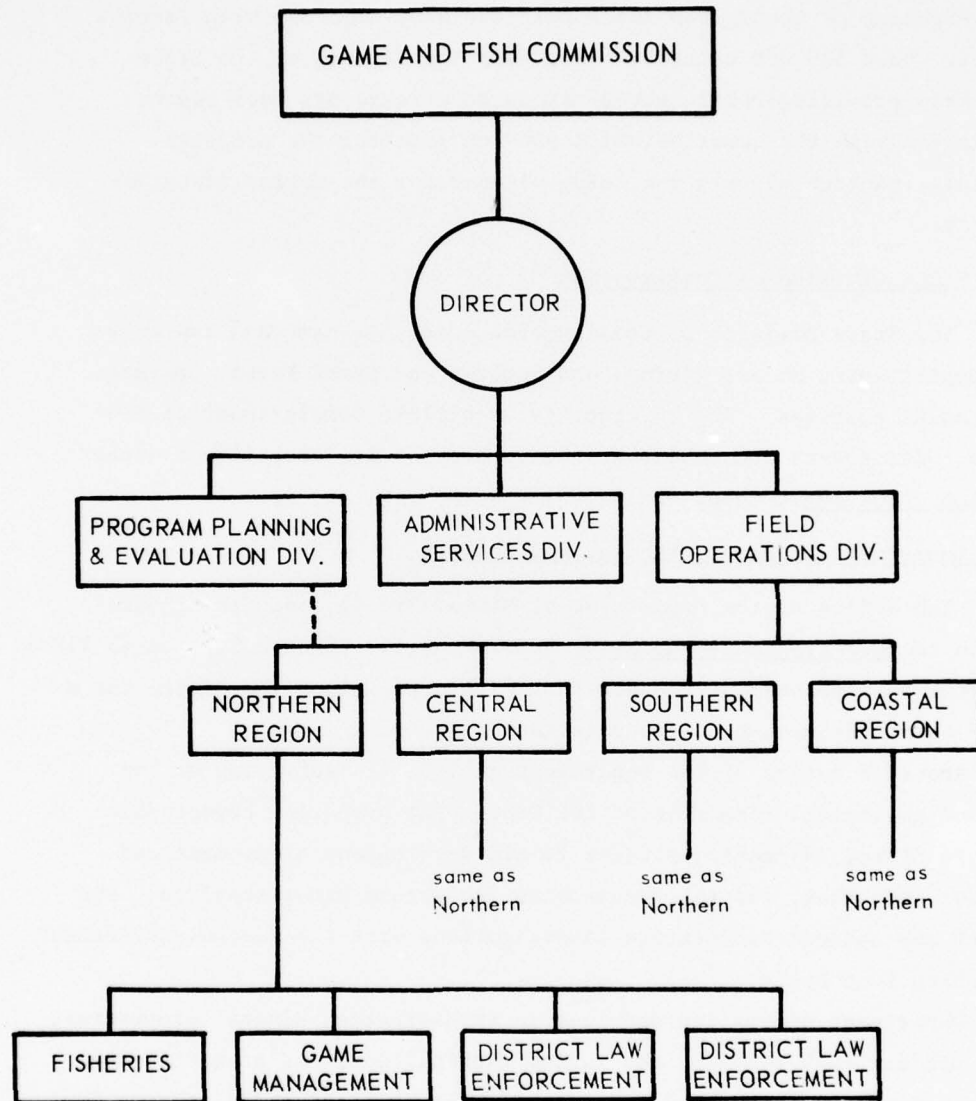 GAME AND FISH COMMISSION
DIRECTOR
PROGRAM PLANNING
& EVALUATION DIV.
ADMINISTRATIVE
SERVICES DIV.
FIELD
OPERATIONS DIV.
NORTHERN
REGION
CENTRAL
REGION
SOUTHERN
REGION
COASTAL
REGION
same as
Northern
same as
Northern
same as
Northern
FISHERIES
GAME
MANAGEMENT
DISTRICT LAW
ENFORCEMENT
DISTRICT LAW
ENFORCEMENT